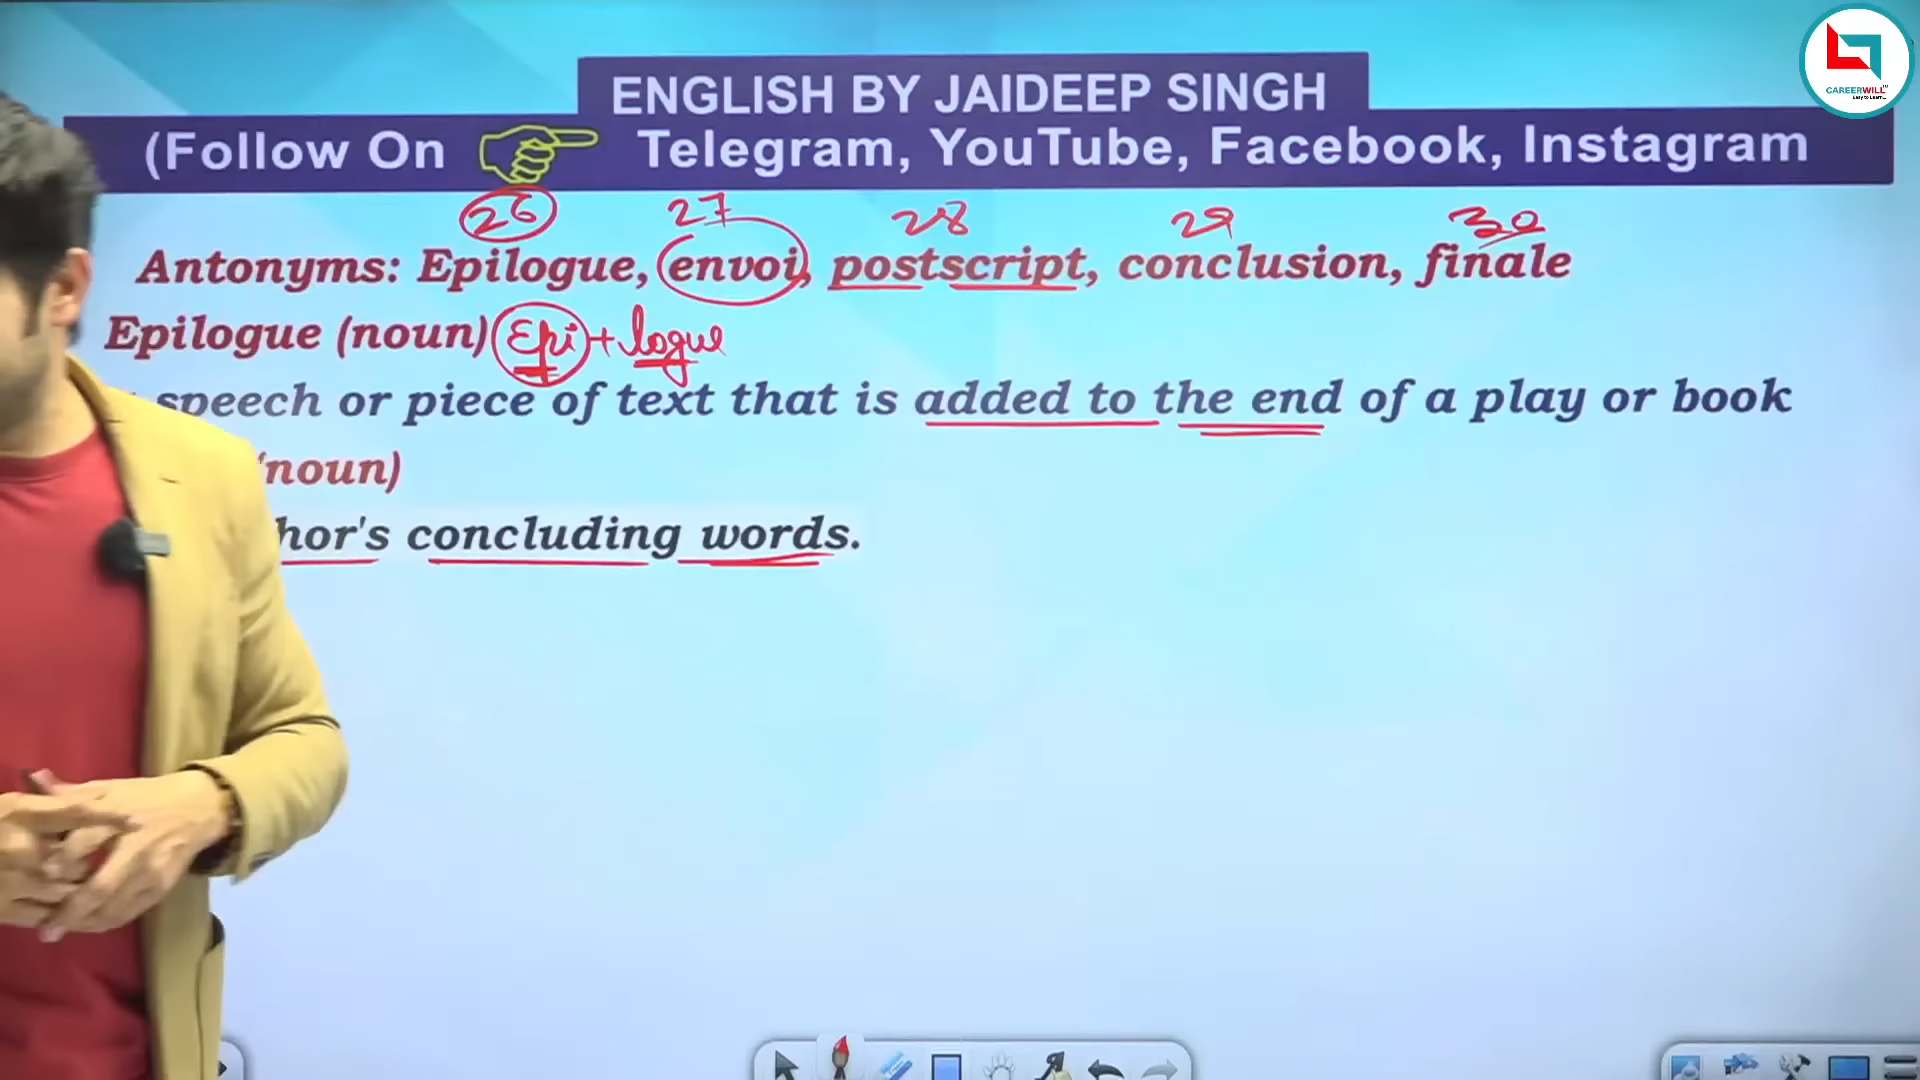 ENGLISH BY JAIDEEP SINGH
CAREERWILL
(Follow On Telegram, YouTube, Facebook, Instagram
26 27 28 29 30
Antonyms: Epilogue, envoi, postscript, conclusion, finale
Epilogue (noun) Epi + logue
speech or piece of text that is added to the end of a play or book
(noun)
hor's concluding words.